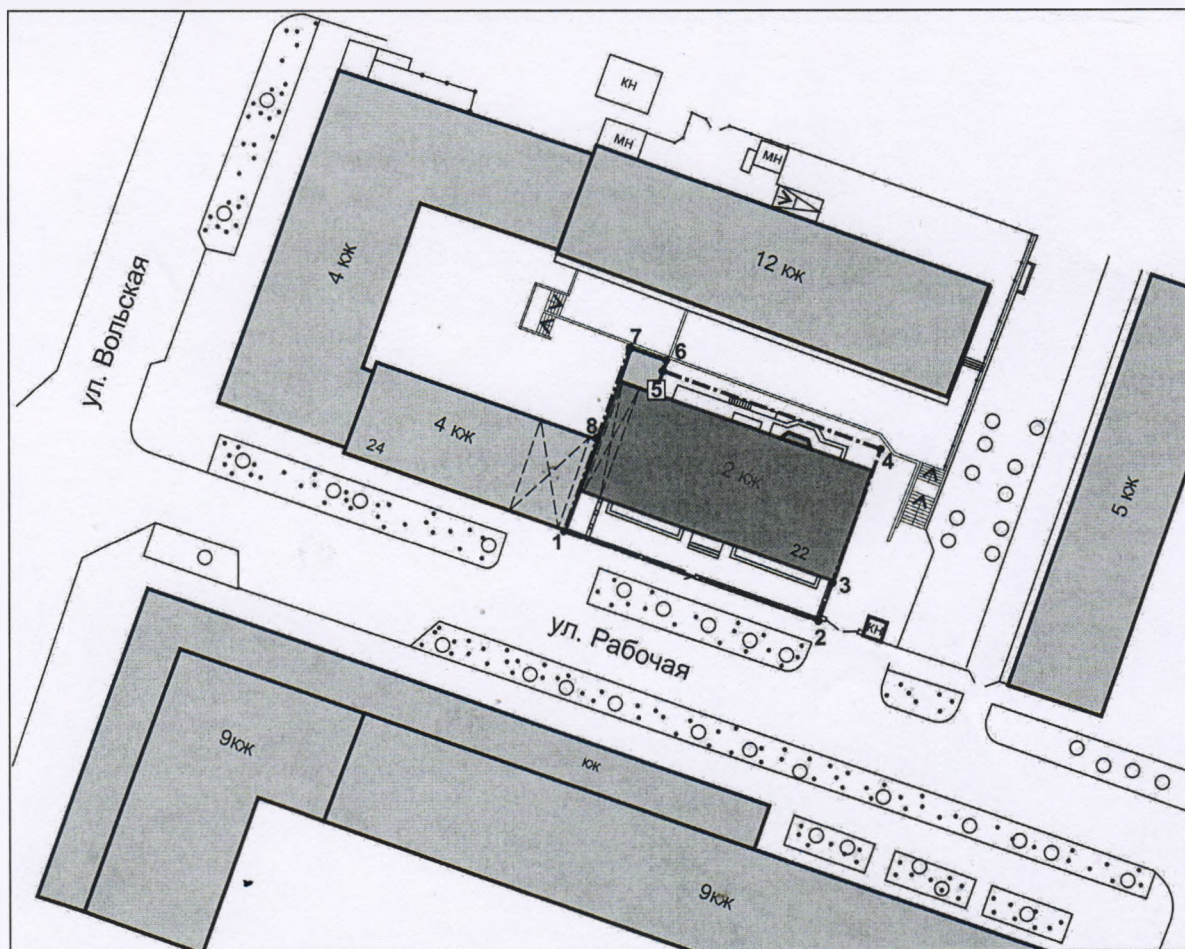 кн
мн
мн
12 кж
4 кж
ул. Вольская
7
6
5
4
5 кж
8
4 кж
24
2 кж
22
1
3
2
кн
ул. Рабочая
9кж
кж
9кж